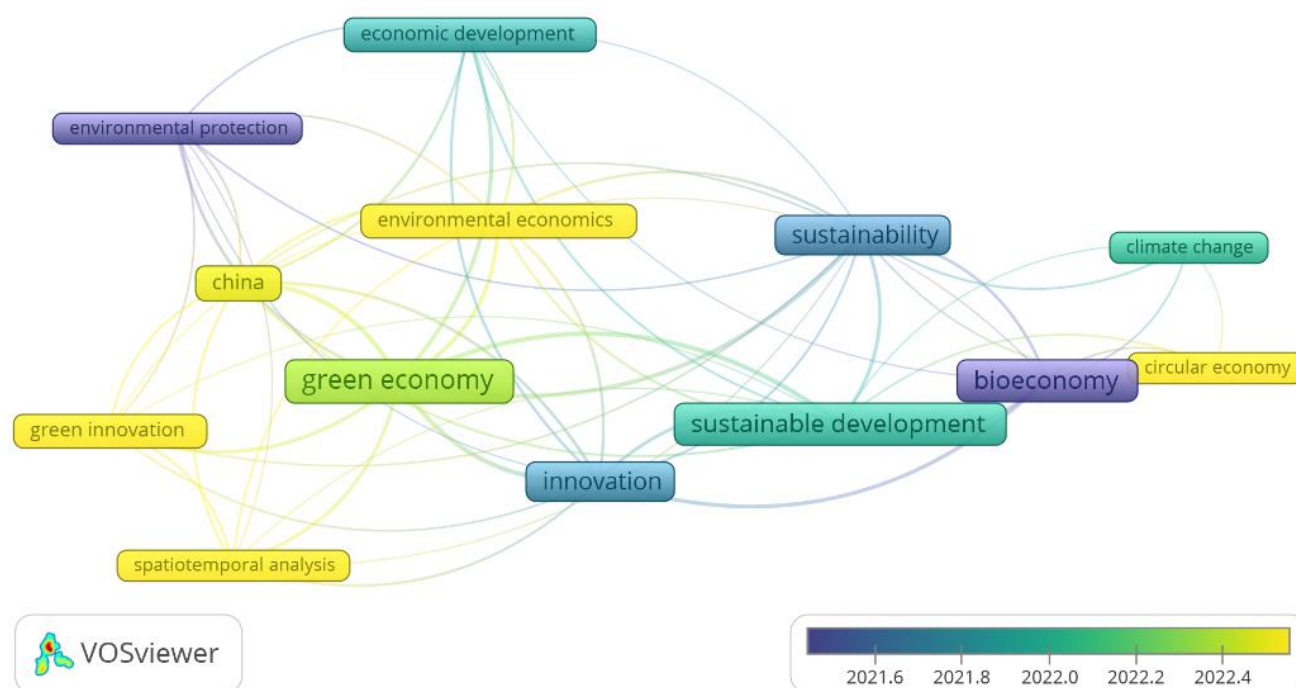 economic development
environmental protection
environmental economics
sustainability
climate change
china
green economy
bioeconomy
circular economy
sustainable development
green innovation
innovation
spatiotemporal analysis
VOSviewer
2021.6 2021.8 2022.0 2022.2 2022.4